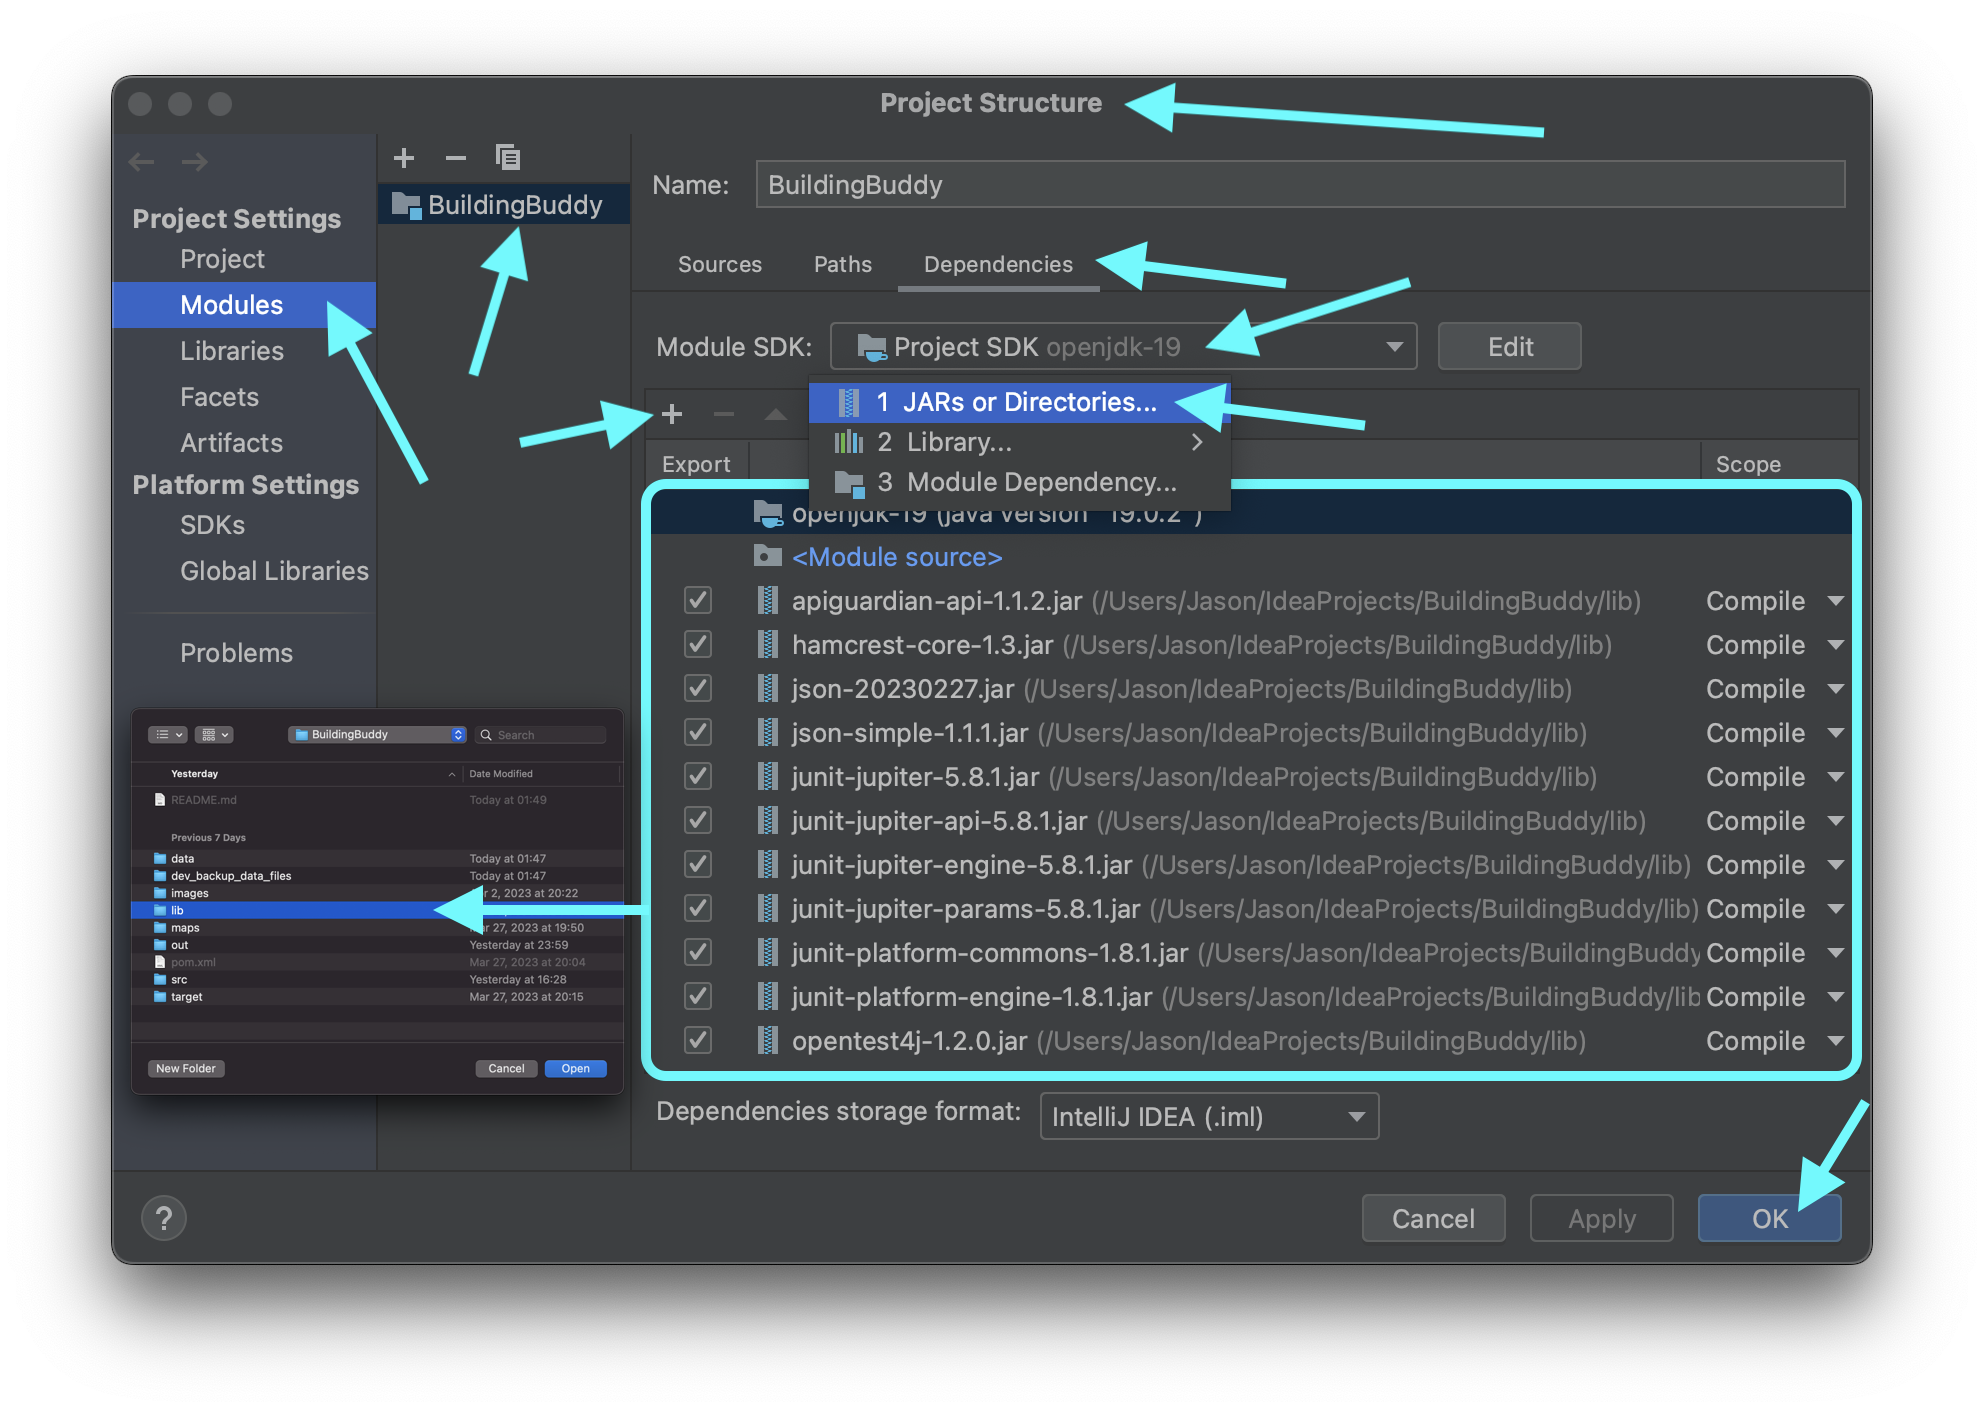 Project Structure
Project Settings
Project
Modules
Libraries
Facets
Artifacts
Platform Settings
SDKs
Global Libraries
Problems
BuildingBuddy
Name: BuildingBuddy
Sources Paths Dependencies
Module SDK: Project SDK openjdk-19 Edit
1 JARs or Directories...
2 Library...
3 Module Dependency...
Export Scope
openjdk-19 (java version "19.0.2")
<Module source>
apiguardian-api-1.1.2.jar (/Users/Jason/IdeaProjects/BuildingBuddy/lib) Compile
hamcrest-core-1.3.jar (/Users/Jason/IdeaProjects/BuildingBuddy/lib) Compile
json-20230227.jar (/Users/Jason/IdeaProjects/BuildingBuddy/lib) Compile
json-simple-1.1.1.jar (/Users/Jason/IdeaProjects/BuildingBuddy/lib) Compile
junit-jupiter-5.8.1.jar (/Users/Jason/IdeaProjects/BuildingBuddy/lib) Compile
junit-jupiter-api-5.8.1.jar (/Users/Jason/IdeaProjects/BuildingBuddy/lib) Compile
junit-jupiter-engine-5.8.1.jar (/Users/Jason/IdeaProjects/BuildingBuddy/lib) Compile
junit-jupiter-params-5.8.1.jar (/Users/Jason/IdeaProjects/BuildingBuddy/lib) Compile
junit-platform-commons-1.8.1.jar (/Users/Jason/IdeaProjects/BuildingBuddy Compile
junit-platform-engine-1.8.1.jar (/Users/Jason/IdeaProjects/BuildingBuddy/lib Compile
opentest4j-1.2.0.jar (/Users/Jason/IdeaProjects/BuildingBuddy/lib) Compile
Dependencies storage format: IntelliJ IDEA (.iml)
BuildingBuddy Search
Yesterday Date Modified
README.md Today at 01:49
Previous 7 Days
data Today at 01:47
dev_backup_data_files Today at 01:47
images 2, 2023 at 20:22
lib
maps 27, 2023 at 19:50
out Yesterday at 23:59
pom.xml Mar 27, 2023 at 20:04
src Yesterday at 16:28
target Mar 27, 2023 at 20:15
New Folder Cancel Open
? Cancel Apply OK